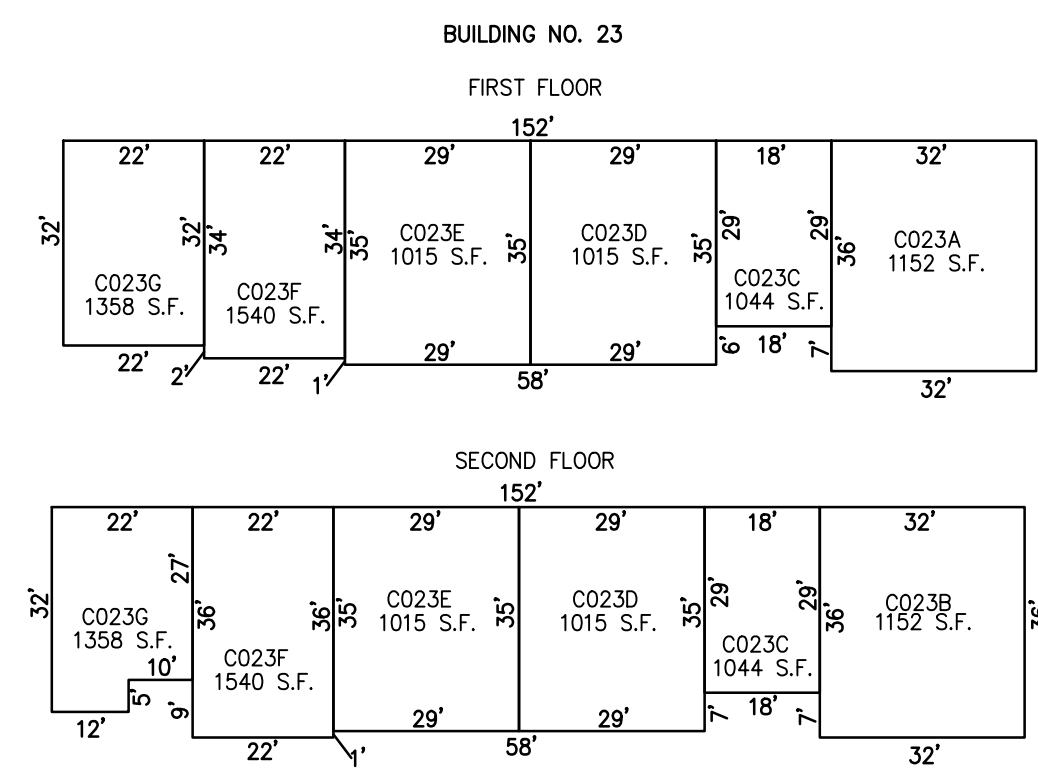 BUILDING NO. 23
FIRST FLOOR
152'
22' 22' 29' 29' 18' 32'
32' 32' 34' 34' 35' 35' 35' 29' 29' 36'
C023G
1358 S.F.
C023F
1540 S.F.
C023E
1015 S.F.
C023D
1015 S.F.
C023C
1044 S.F.
C023A
1152 S.F.
29' 29' 6' 18' 7'
22' 2' 22' 1' 58' 32'
SECOND FLOOR
152'
22' 22' 29' 29' 18' 32'
32' 27' 36' 36' 35' 35' 35' 29' 29' 36' 36'
C023G
1358 S.F.
C023F
1540 S.F.
C023E
1015 S.F.
C023D
1015 S.F.
C023C
1044 S.F.
C023B
1152 S.F.
10' 5' 9' 29' 29' 7' 18' 7'
12' 22' 1' 58' 32'